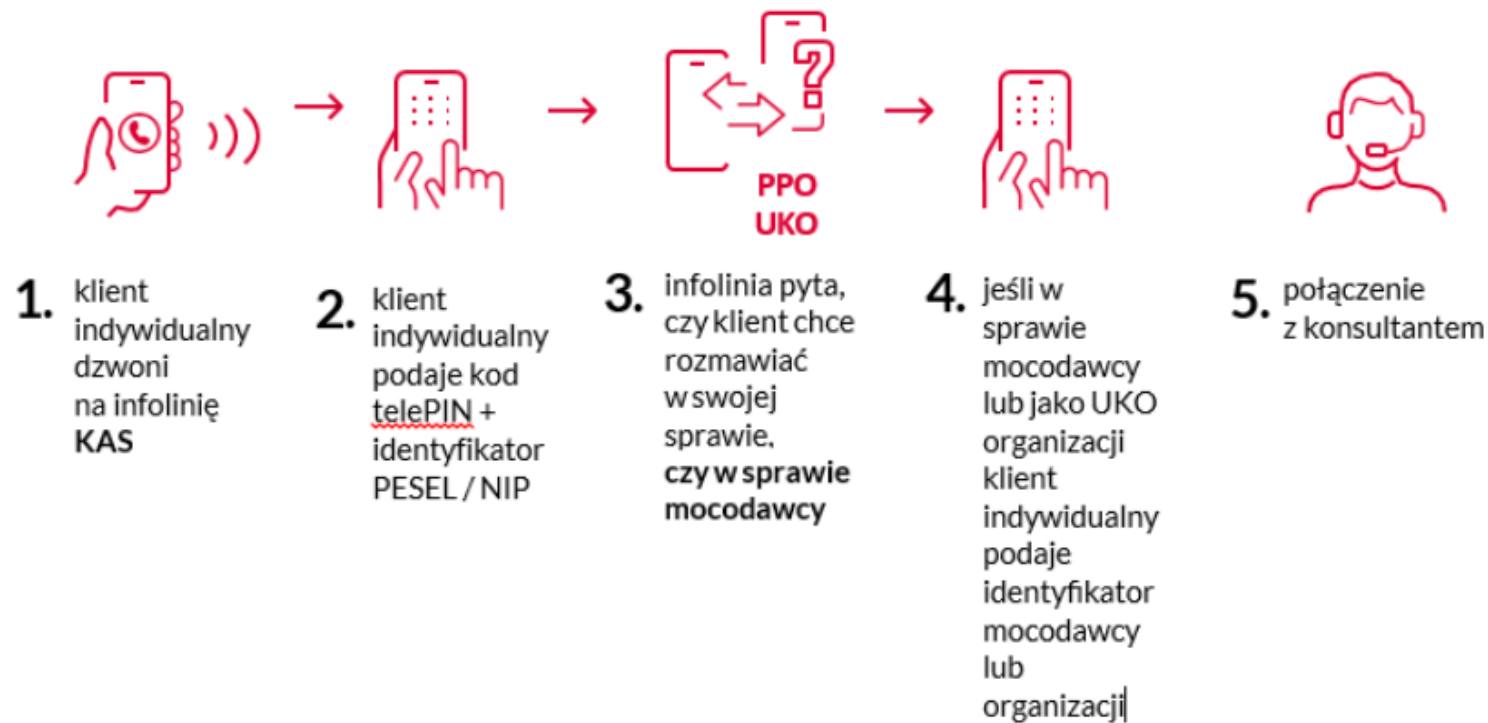 PPO
UKO
1. klient
indywidualny
dzwoni
na infolinię
KAS
2. klient
indywidualny
podaje kod
telePIN +
identyfikator
PESEL / NIP
3. infolinia pyta,
czy klient chce
rozmawiać
w swojej
sprawie,
czy w sprawie
mocodawcy
4. jeśli w
sprawie
mocodawcy
lub jako UKO
organizacji
klient
indywidualny
podaje
identyfikator
mocodawcy
lub
organizacji
5. połączenie
z konsultantem